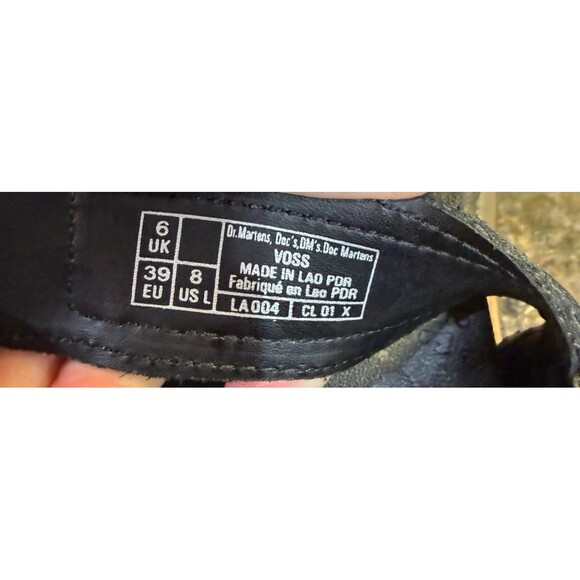 6
UK
39
EU
8
US L
Dr.Martens, Doc's,DM's.Doc Martens
VOSS
MADE IN LAO PDR
Fabriqué en Lao PDR
LA004
CL 01 X